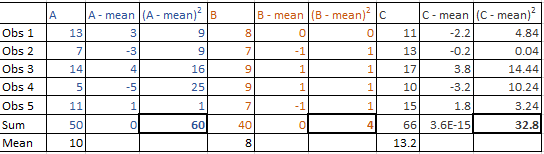 A A - mean (A - mean)² B B - mean (B - mean)² C C - mean (C - mean)²
Obs 1 13 3 9 8 0 0 11 -2.2 4.84
Obs 2 7 -3 9 7 -1 1 13 -0.2 0.04
Obs 3 14 4 16 9 1 1 17 3.8 14.44
Obs 4 5 -5 25 9 1 1 10 -3.2 10.24
Obs 5 11 1 1 7 -1 1 15 1.8 3.24
Sum 50 0 60 40 0 4 66 3.6E-15 32.8
Mean 10 8 13.2